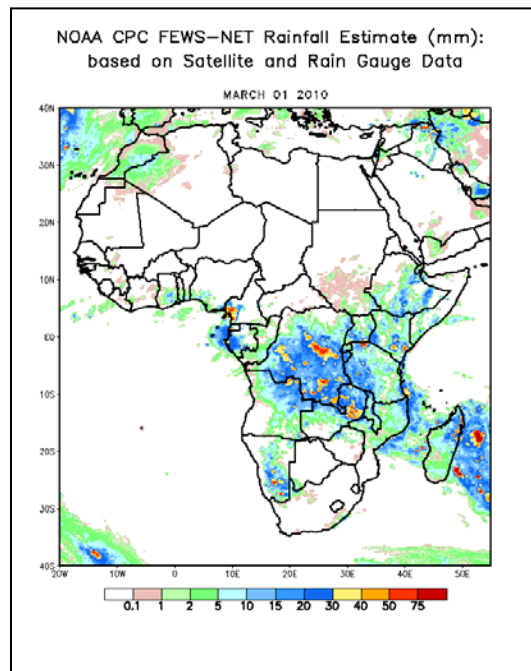 NOAA CPC FEWS-NET Rainfall Estimate (mm):
based on Satellite and Rain Gauge Data
MARCH 01 2010
40N
30N
20N
10N
EQ
10S
20S
30S
40S
20W 10W 0 10E 20E 30E 40E 50E
0.1 1 2 5 10 15 20 30 40 50 75